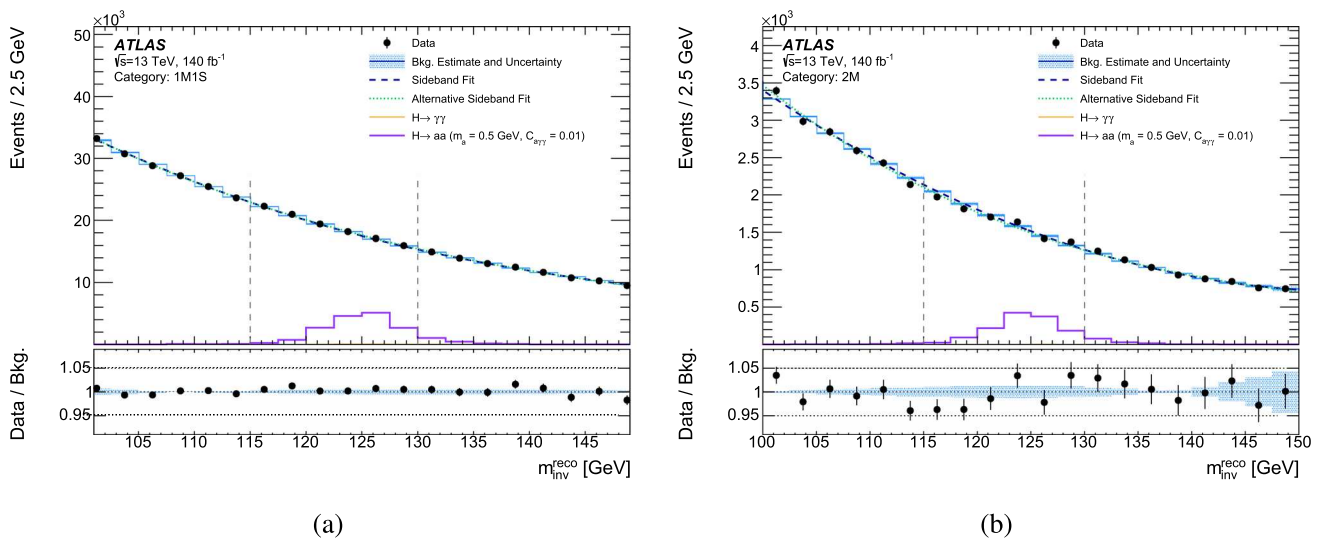 ×10³
Events / 2.5 GeV
50
40
30
20
10
ATLAS
√s=13 TeV, 140 fb⁻¹
Category: 1M1S
Data
Bkg. Estimate and Uncertainty
Sideband Fit
Alternative Sideband Fit
H→ γγ
H→ aa (mₐ = 0.5 GeV, C_aγγ = 0.01)
Data / Bkg.
1.05
1
0.95
105 110 115 120 125 130 135 140 145
m_inv^reco [GeV]
(a)
×10³
Events / 2.5 GeV
4
3.5
3
2.5
2
1.5
1
0.5
ATLAS
√s=13 TeV, 140 fb⁻¹
Category: 2M
Data
Bkg. Estimate and Uncertainty
Sideband Fit
Alternative Sideband Fit
H→ γγ
H→ aa (mₐ = 0.5 GeV, C_aγγ = 0.01)
Data / Bkg.
1.05
1
0.95
100 105 110 115 120 125 130 135 140 145 150
m_inv^reco [GeV]
(b)